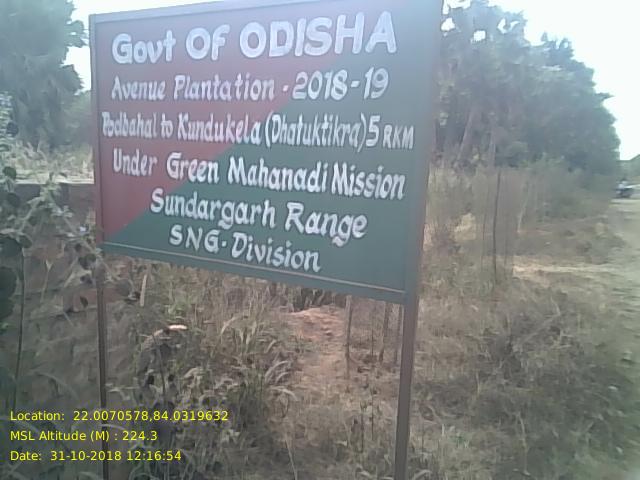 Govt OF ODISHA
Avenue Plantation - 2018-19
Podbahal to Kundukela (Dhatuktikra) 5 RKM
Under Green Mahanadi Mission
Sundargarh Range
SNG. Division
Location: 22.0070578,84.0319632
MSL Altitude (M) : 224.3
Date: 31-10-2018 12:16:54